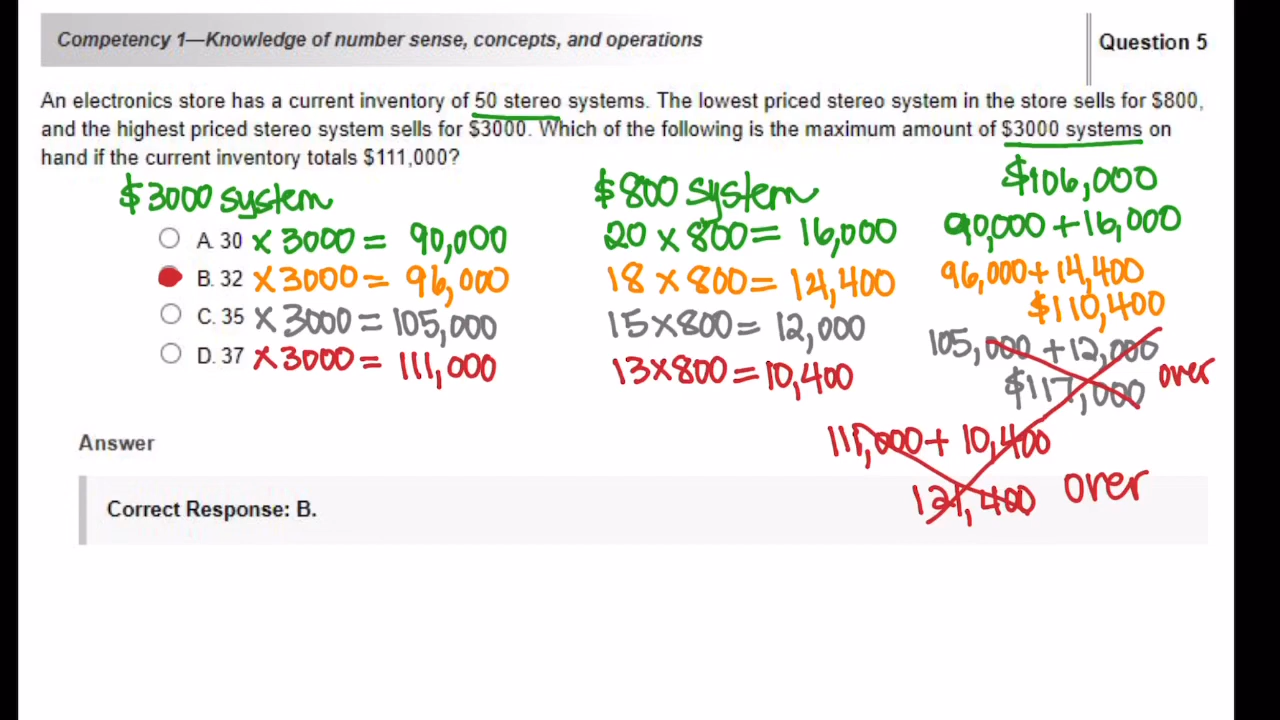 Competency 1—Knowledge of number sense, concepts, and operations
Question 5
An electronics store has a current inventory of 50 stereo systems. The lowest priced stereo system in the store sells for $800,
and the highest priced stereo system sells for $3000. Which of the following is the maximum amount of $3000 systems on
hand if the current inventory totals $111,000?
$3000 system $800 system $106,000
A. 30 x 3000 = 90,000 20 x 800 = 16,000 90,000 + 16,000
B. 32 x 3000 = 96,000 18 x 800 = 14,400 96,000 + 14,400
$110,400
C. 35 x 3000 = 105,000 15 x 800 = 12,000 105,000 + 12,000
D. 37 x 3000 = 111,000 13 x 800 = 10,400 $117,000 over
111,000 + 10,400
121,400 over
Answer
Correct Response: B.